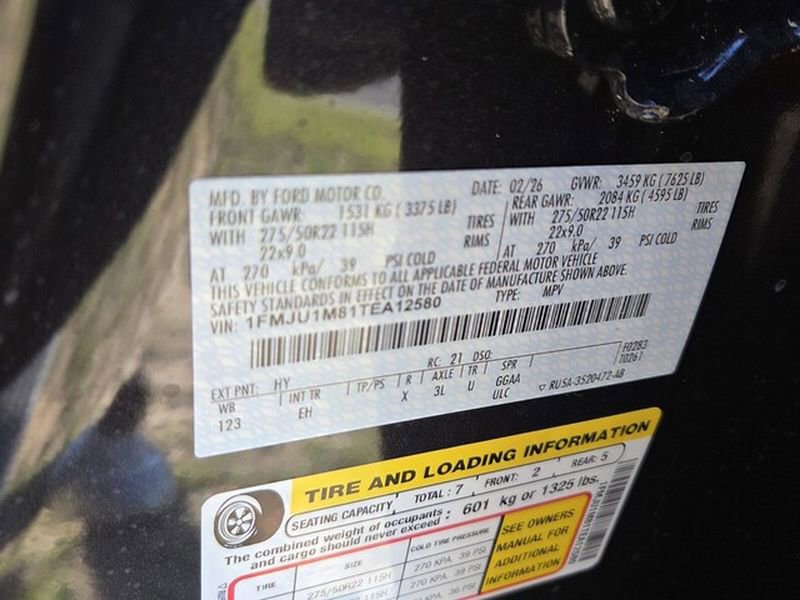 MFD. BY FORD MOTOR CO. DATE: 02/26 GVWR: 3459 KG ( 7625 LB)
FRONT GAWR: 1531 KG ( 3375 LB) REAR GAWR: 2084 KG ( 4595 LB)
WITH 275/50R22 115H TIRES WITH 275/50R22 115H TIRES
22x9.0 RIMS 22x9.0 RIMS
AT 270 kPa/ 39 PSI COLD AT 270 kPa/ 39 PSI COLD
THIS VEHICLE CONFORMS TO ALL APPLICABLE FEDERAL MOTOR VEHICLE
SAFETY STANDARDS IN EFFECT ON THE DATE OF MANUFACTURE SHOWN ABOVE.
VIN: 1FMJU1M81TEA12580 TYPE: MPV
F0283
T0261
EXT PNT: HY RC: 21 DSO:
WB INT TR TP/PS R AXLE TR SPR
123 EH X 3L U GGAA
ULC ▽ RU5A-3520472-AB
TIRE AND LOADING INFORMATION
SEATING CAPACITY TOTAL: 7 FRONT: 2 REAR: 5
The combined weight of occupants and cargo should never exceed: 601 kg or 1325 lbs.
TIRE SIZE COLD TIRE PRESSURE
275/50R22 115H 270 KPA, 39 PSI
270 KPA, 39 PSI
SEE OWNERS
MANUAL FOR
ADDITIONAL
INFORMATION